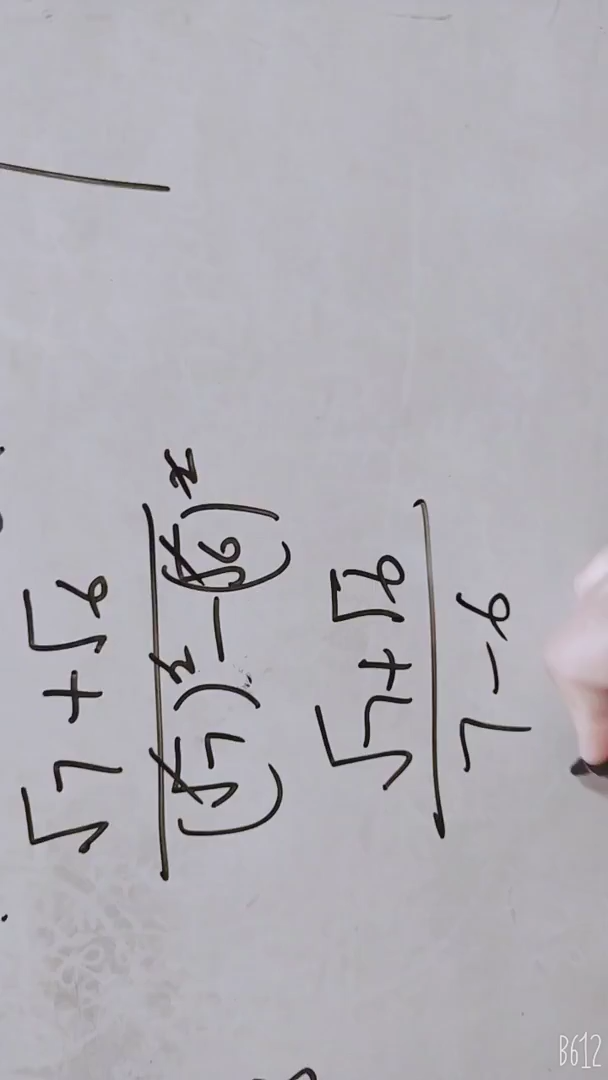 √7 + √6
(√7)² - (√6)²
√7 + √6
7 - 6
B612